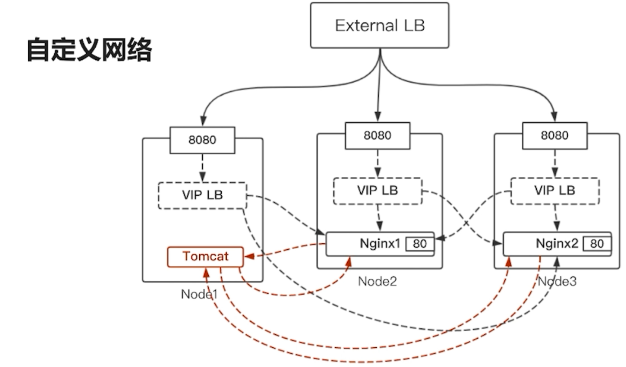 External LB
自定义网络
8080
8080
8080
VIP LB
VIP LB
VIP LB
Nginx1
80
Nginx2
80
Tomcat
Node1
Node2
Node3